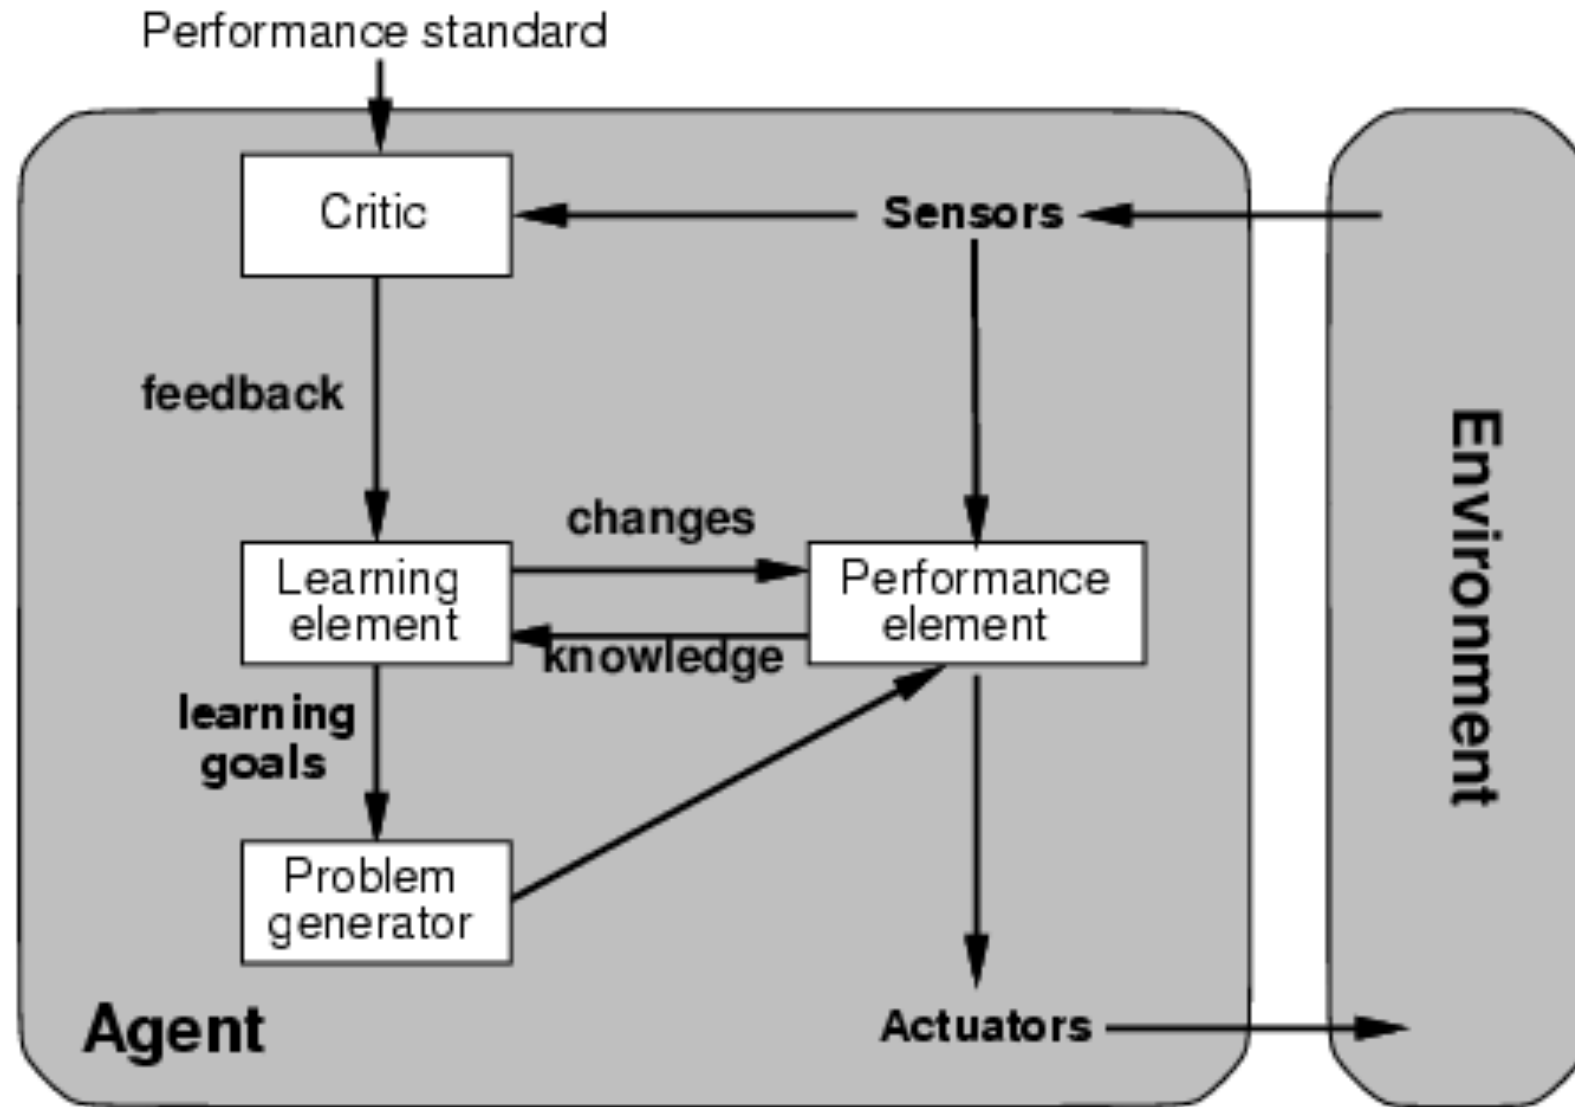 Performance standard
Critic
Sensors
feedback
changes
Learning
element
Performance
element
knowledge
learning
goals
Problem
generator
Agent
Actuators
Environment